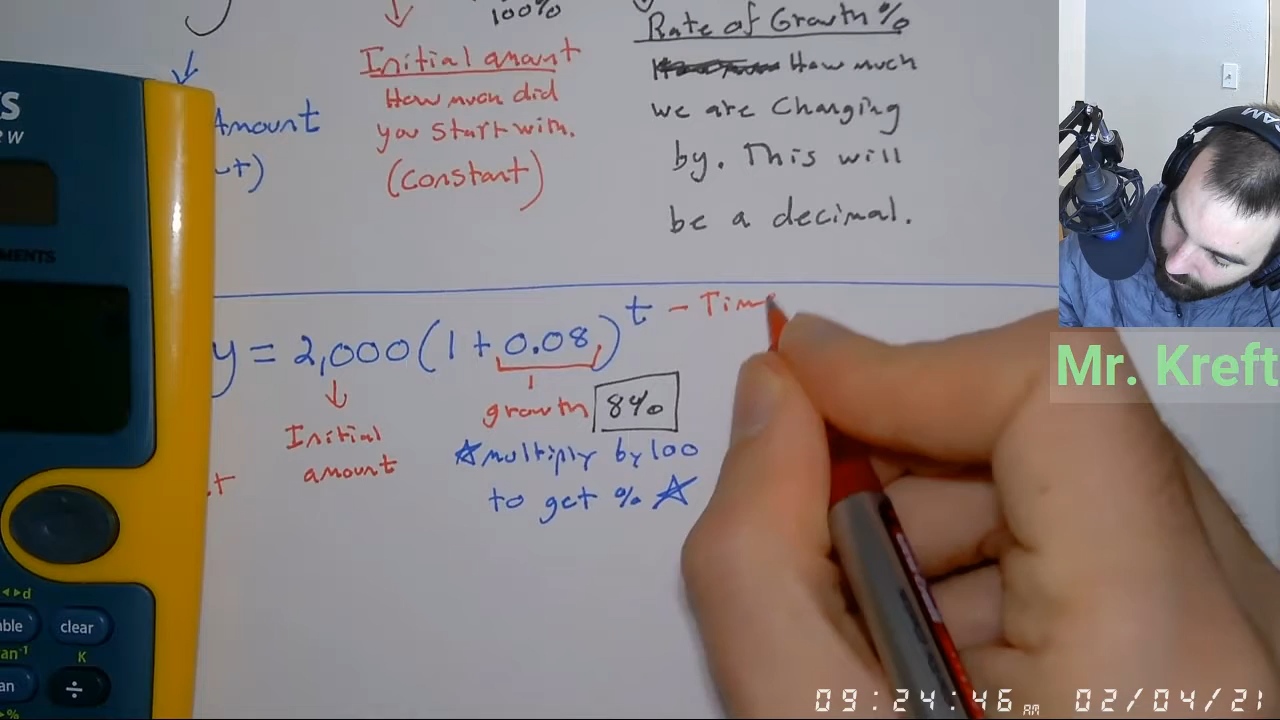 100%
Rate of Growth %
Initial amount
How much
How much did
we are Changing
Amount
you start with.
by. This will
(constant)
be a decimal.
y = 2,000(1+0.08)^t - Tim
growth 8%
Initial
amount
☆multiply by 100
to get % ☆
Mr. Kreft
clear
K
÷
09:24:46 AM 02/04/21